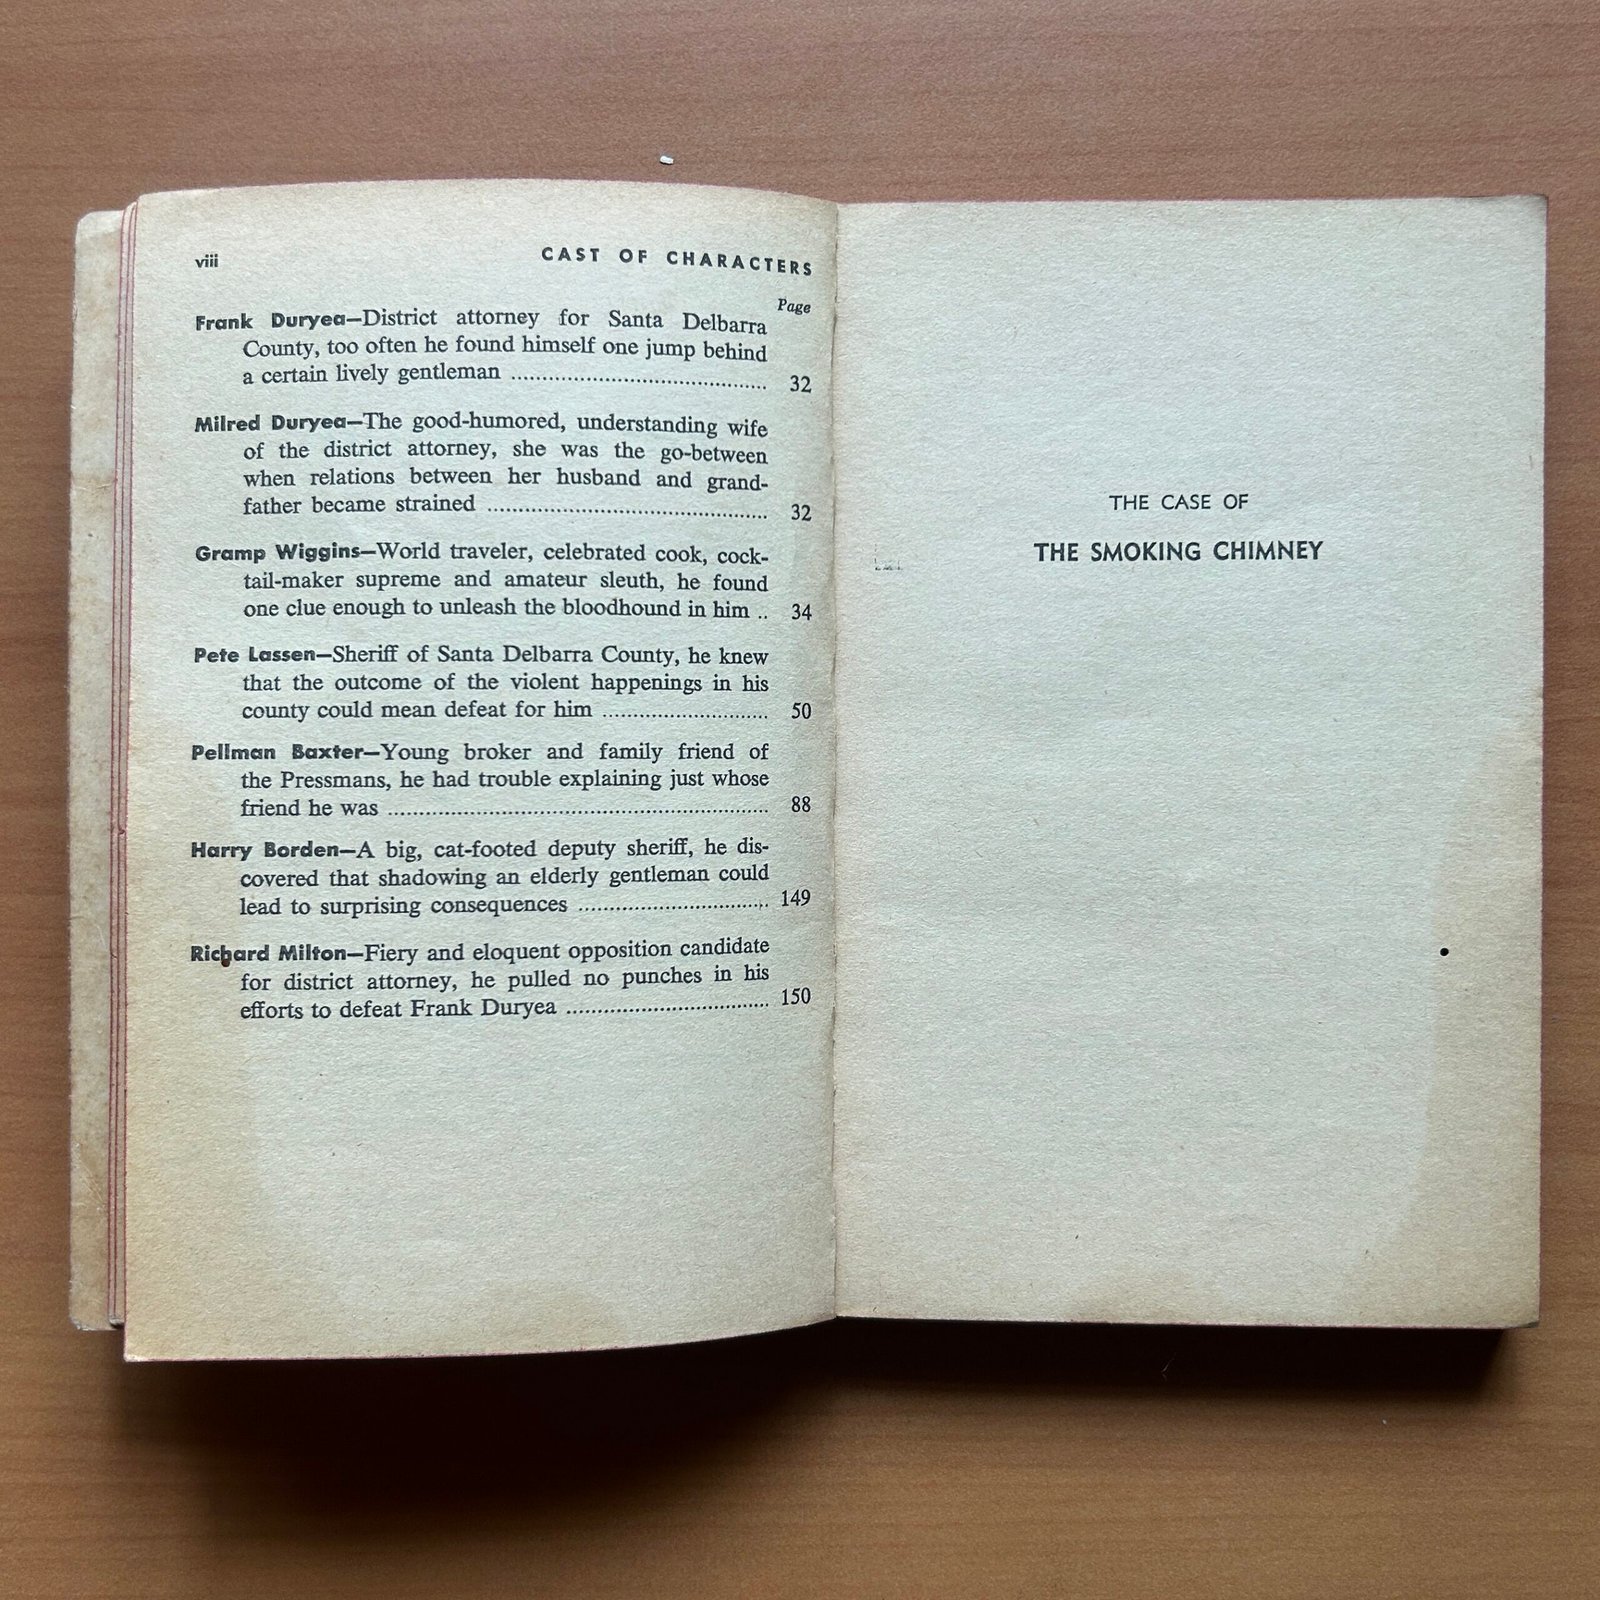 viii CAST OF CHARACTERS
Page
Frank Duryea—District attorney for Santa Delbarra
County, too often he found himself one jump behind
a certain lively gentleman ........................................ 32
Milred Duryea—The good-humored, understanding wife
of the district attorney, she was the go-between
when relations between her husband and grand-
father became strained ............................................ 32
Gramp Wiggins—World traveler, celebrated cook, cock-
tail-maker supreme and amateur sleuth, he found
one clue enough to unleash the bloodhound in him .. 34
Pete Lassen—Sheriff of Santa Delbarra County, he knew
that the outcome of the violent happenings in his
county could mean defeat for him .......................... 50
Pellman Baxter—Young broker and family friend of
the Pressmans, he had trouble explaining just whose
friend he was ............................................................ 88
Harry Borden—A big, cat-footed deputy sheriff, he dis-
covered that shadowing an elderly gentleman could
lead to surprising consequences .............................. 149
Richard Milton—Fiery and eloquent opposition candidate
for district attorney, he pulled no punches in his
efforts to defeat Frank Duryea ................................ 150
THE CASE OF
THE SMOKING CHIMNEY